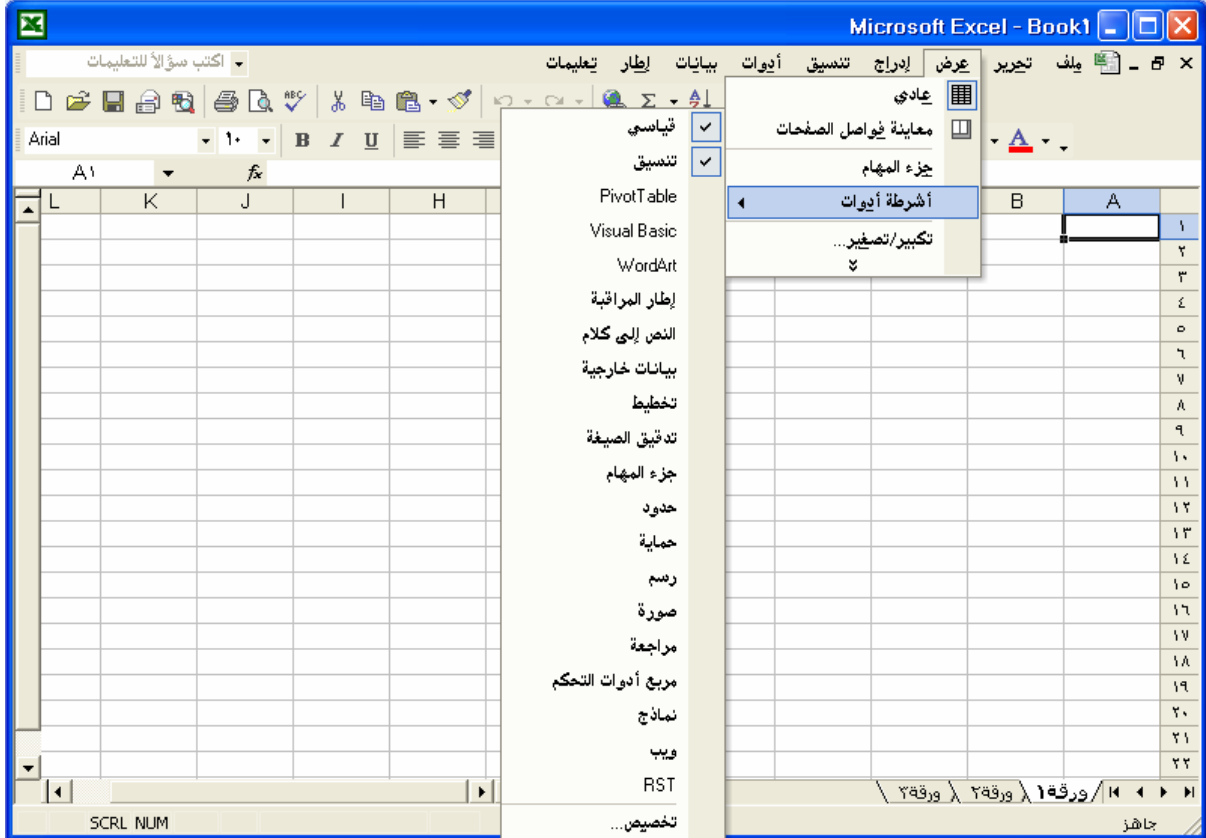 Microsoft Excel - Book1
ملف تحرير عرض إدراج تنسيق أدوات بيانات إطار تعليمات اكتب سؤالاً للتعليمات
Arial ١٠ B I U A
A١ fx
A B H I J K L
عادي
معاينة فواصل الصفحات
جزء المهام
أشرطة أدوات
تكبير/تصغير...
قياسي
تنسيق
PivotTable
Visual Basic
WordArt
إطار المراقبة
النص إلى كلام
بيانات خارجية
تخطيط
تدقيق الصيغة
جزء المهام
حدود
حماية
رسم
صورة
مراجعة
مربع أدوات التحكم
نماذج
ويب
RST
تخصيص...
١
٢
٣
٤
٥
٦
٧
٨
٩
١٠
١١
١٢
١٣
١٤
١٥
١٦
١٧
١٨
١٩
٢٠
٢١
٢٢
ورقة١ ورقة٢ ورقة٣
جاهز
SCRL NUM